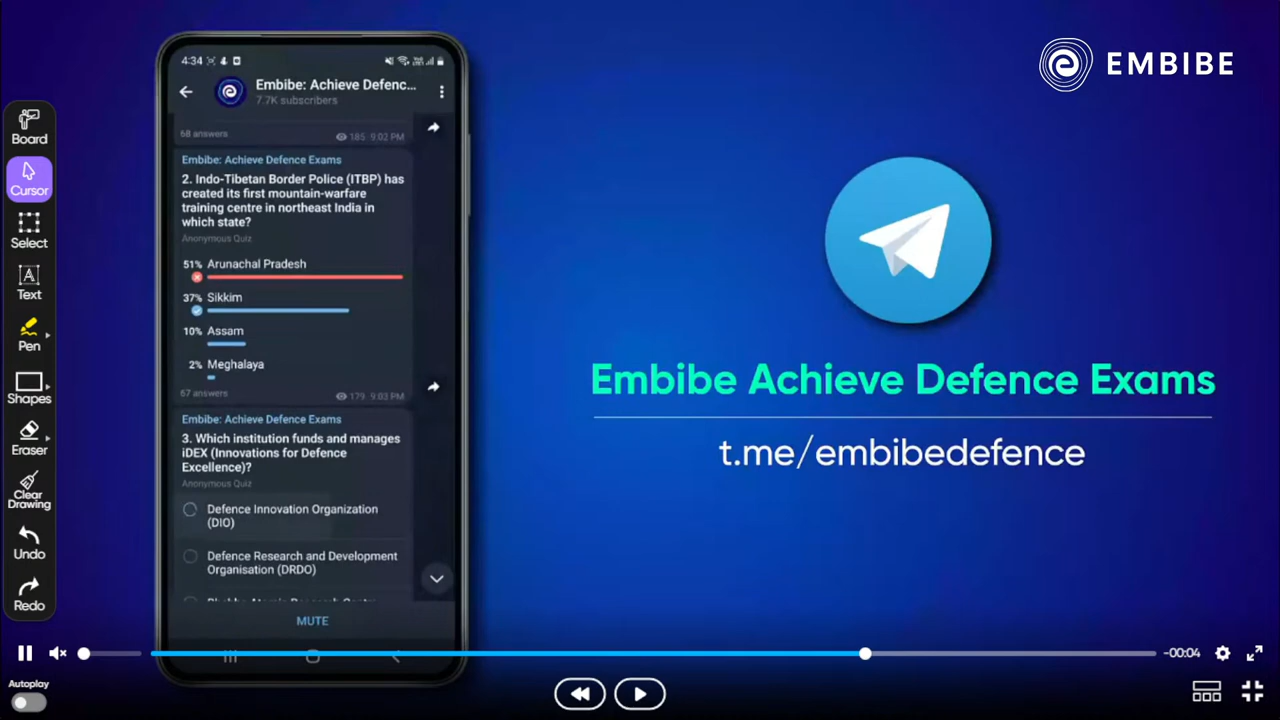 EMBIBE
4:34
Embibe: Achieve Defenc...
7.7K subscribers
68 answers
185 9:02 PM
Embibe: Achieve Defence Exams
2. Indo-Tibetan Border Police (ITBP) has
created its first mountain-warfare
training centre in northeast India in
which state?
Anonymous Quiz
51% Arunachal Pradesh
37% Sikkim
10% Assam
2% Meghalaya
67 answers
179 9:03 PM
Embibe: Achieve Defence Exams
3. Which institution funds and manages
iDEX (Innovations for Defence
Excellence)?
Anonymous Quiz
Defence Innovation Organization
(DIO)
Defence Research and Development
Organisation (DRDO)
MUTE
Embibe Achieve Defence Exams
t.me/embibedefence
Board
Cursor
Select
Text
Pen
Shapes
Eraser
Clear
Drawing
Undo
Redo
-00:04
Autoplay